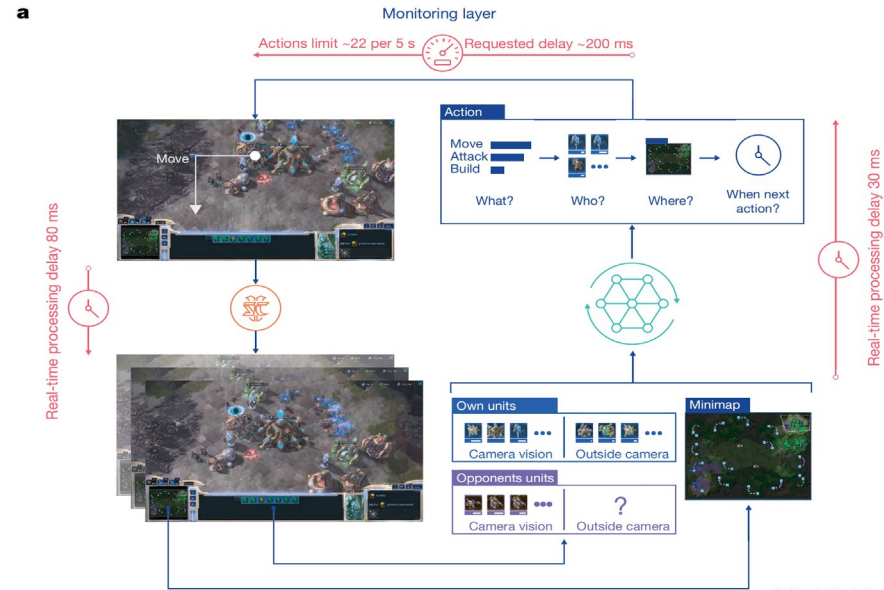 a
Monitoring layer
Actions limit ~22 per 5 s
Requested delay ~200 ms
Move
Action
Move
Attack
Build
What?
Who?
Where?
When next
action?
Real-time processing delay 80 ms
Real-time processing delay 30 ms
Own units
Camera vision
Outside camera
Opponents units
Camera vision
?
Outside camera
Minimap